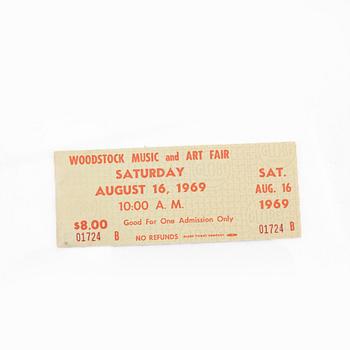 WOODSTOCK MUSIC and ART FAIR
SATURDAY
AUGUST 16, 1969
10:00 A. M.
$8.00 Good For One Admission Only
01724 B NO REFUNDS
SAT.
AUG. 16
1969
01724 B